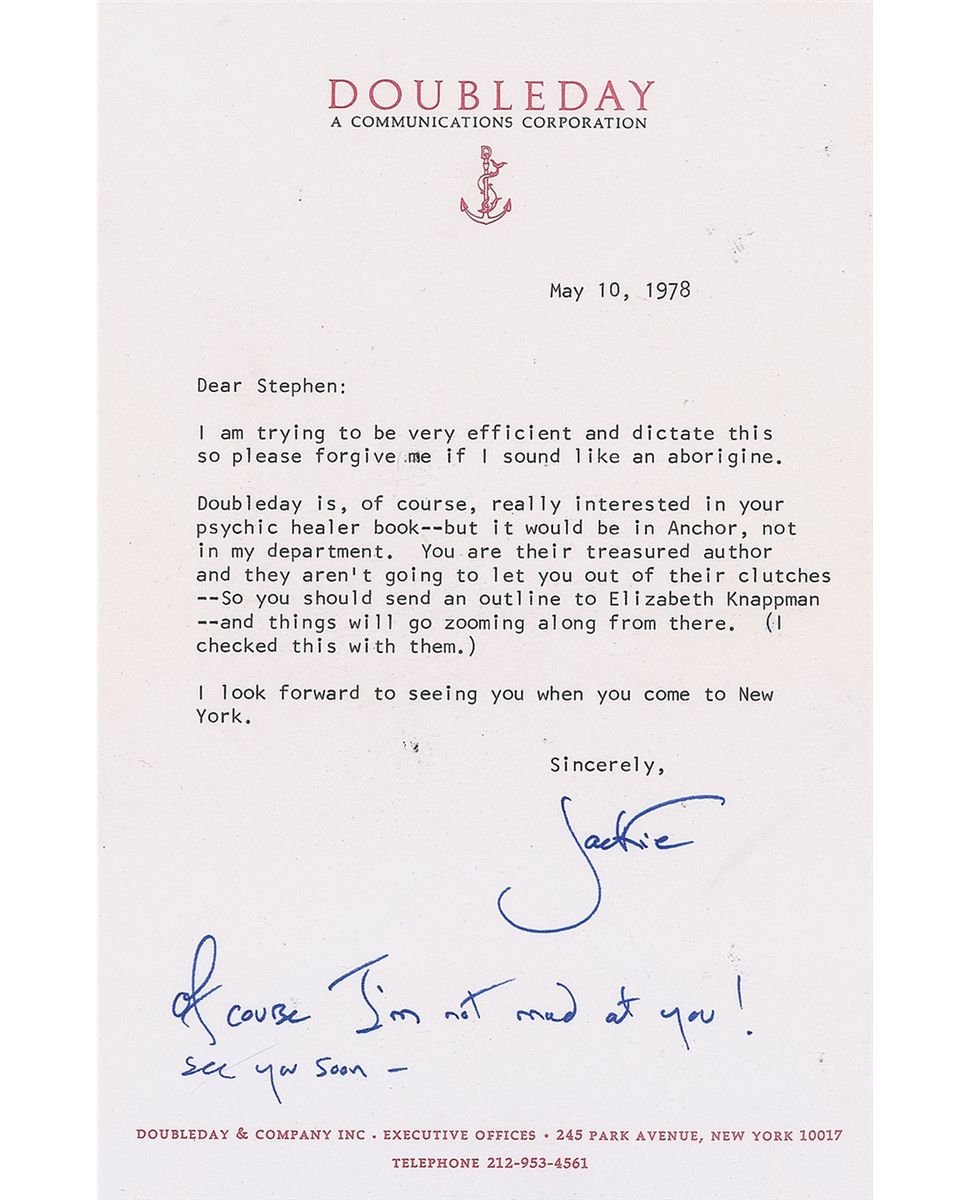 DOUBLEDAY
A COMMUNICATIONS CORPORATION
May 10, 1978
Dear Stephen:
I am trying to be very efficient and dictate this
so please forgive me if I sound like an aborigine.
Doubleday is, of course, really interested in your
psychic healer book--but it would be in Anchor, not
in my department.  You are their treasured author
and they aren't going to let you out of their clutches
--So you should send an outline to Elizabeth Knappman
--and things will go zooming along from there.  (I
checked this with them.)
I look forward to seeing you when you come to New
York.
Sincerely,
Jackie
Of course I'm not mad at you!
see you soon –
DOUBLEDAY & COMPANY INC · EXECUTIVE OFFICES · 245 PARK AVENUE, NEW YORK 10017
TELEPHONE 212-953-4561